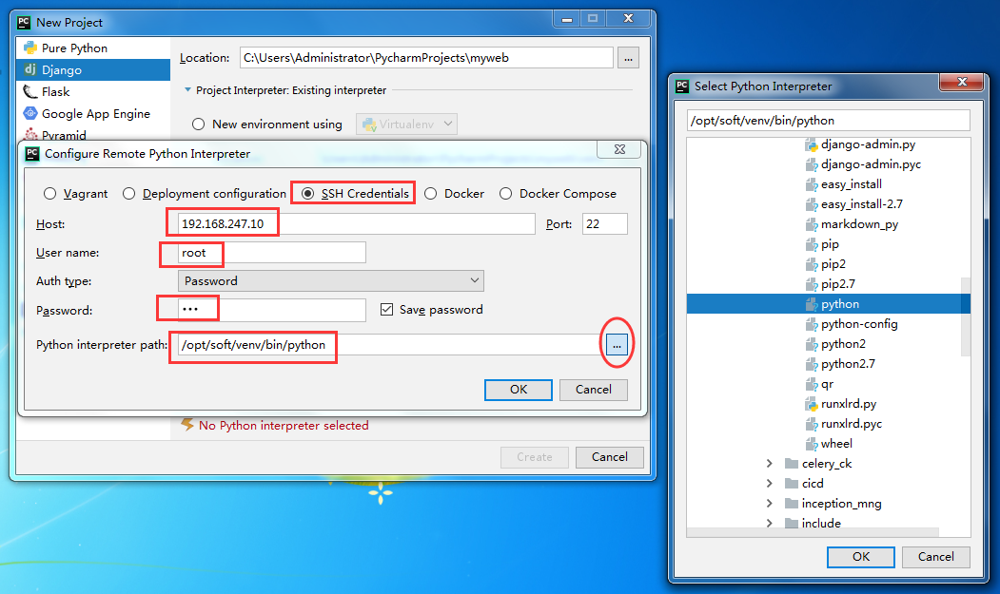 New Project
Pure Python
Django
Flask
Google App Engine
Pyramid
Location: C:\Users\Administrator\PycharmProjects\myweb ...
Project Interpreter: Existing interpreter
New environment using Virtualenv
Configure Remote Python Interpreter
Vagrant Deployment configuration SSH Credentials Docker Docker Compose
Host: 192.168.247.10 Port: 22
User name: root
Auth type: Password
Password: ••• Save password
Python interpreter path: /opt/soft/venv/bin/python ...
OK Cancel
No Python interpreter selected
Create Cancel
Select Python Interpreter
/opt/soft/venv/bin/python
django-admin.py
django-admin.pyc
easy_install
easy_install-2.7
markdown_py
pip
pip2
pip2.7
python
python-config
python2
python2.7
qr
runxlrd.py
runxlrd.pyc
wheel
celery_ck
cicd
inception_mng
include
OK Cancel